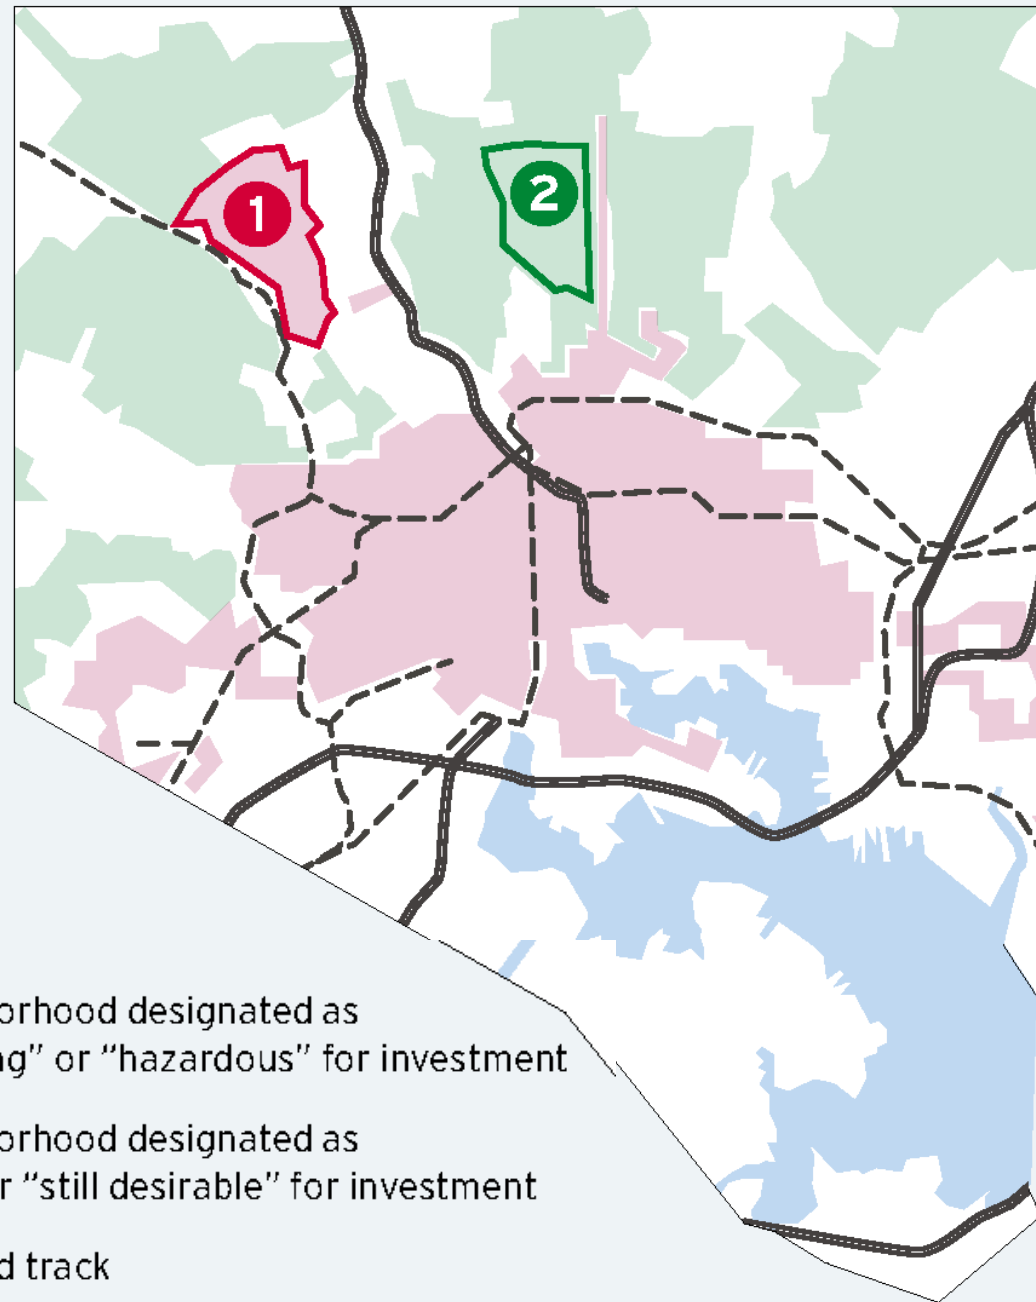 1
2
orhood designated as
ng” or “hazardous” for investment
orhood designated as
r “still desirable” for investment
d track